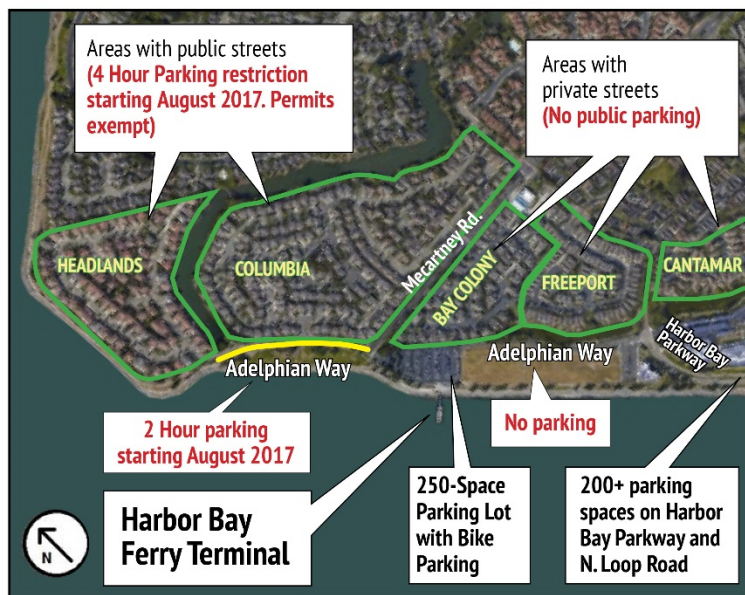 Areas with public streets
(4 Hour Parking restriction
starting August 2017. Permits
exempt)
Areas with
private streets
(No public parking)
HEADLANDS
COLUMBIA
Mecartney Rd.
BAY COLONY
FREEPORT
CANTAMAR
Harbor Bay
Parkway
Adelphian Way
Adelphian Way
2 Hour parking
starting August 2017
No parking
Harbor Bay
Ferry Terminal
250-Space
Parking Lot
with Bike
Parking
200+ parking
spaces on Harbor
Bay Parkway and
N. Loop Road
N